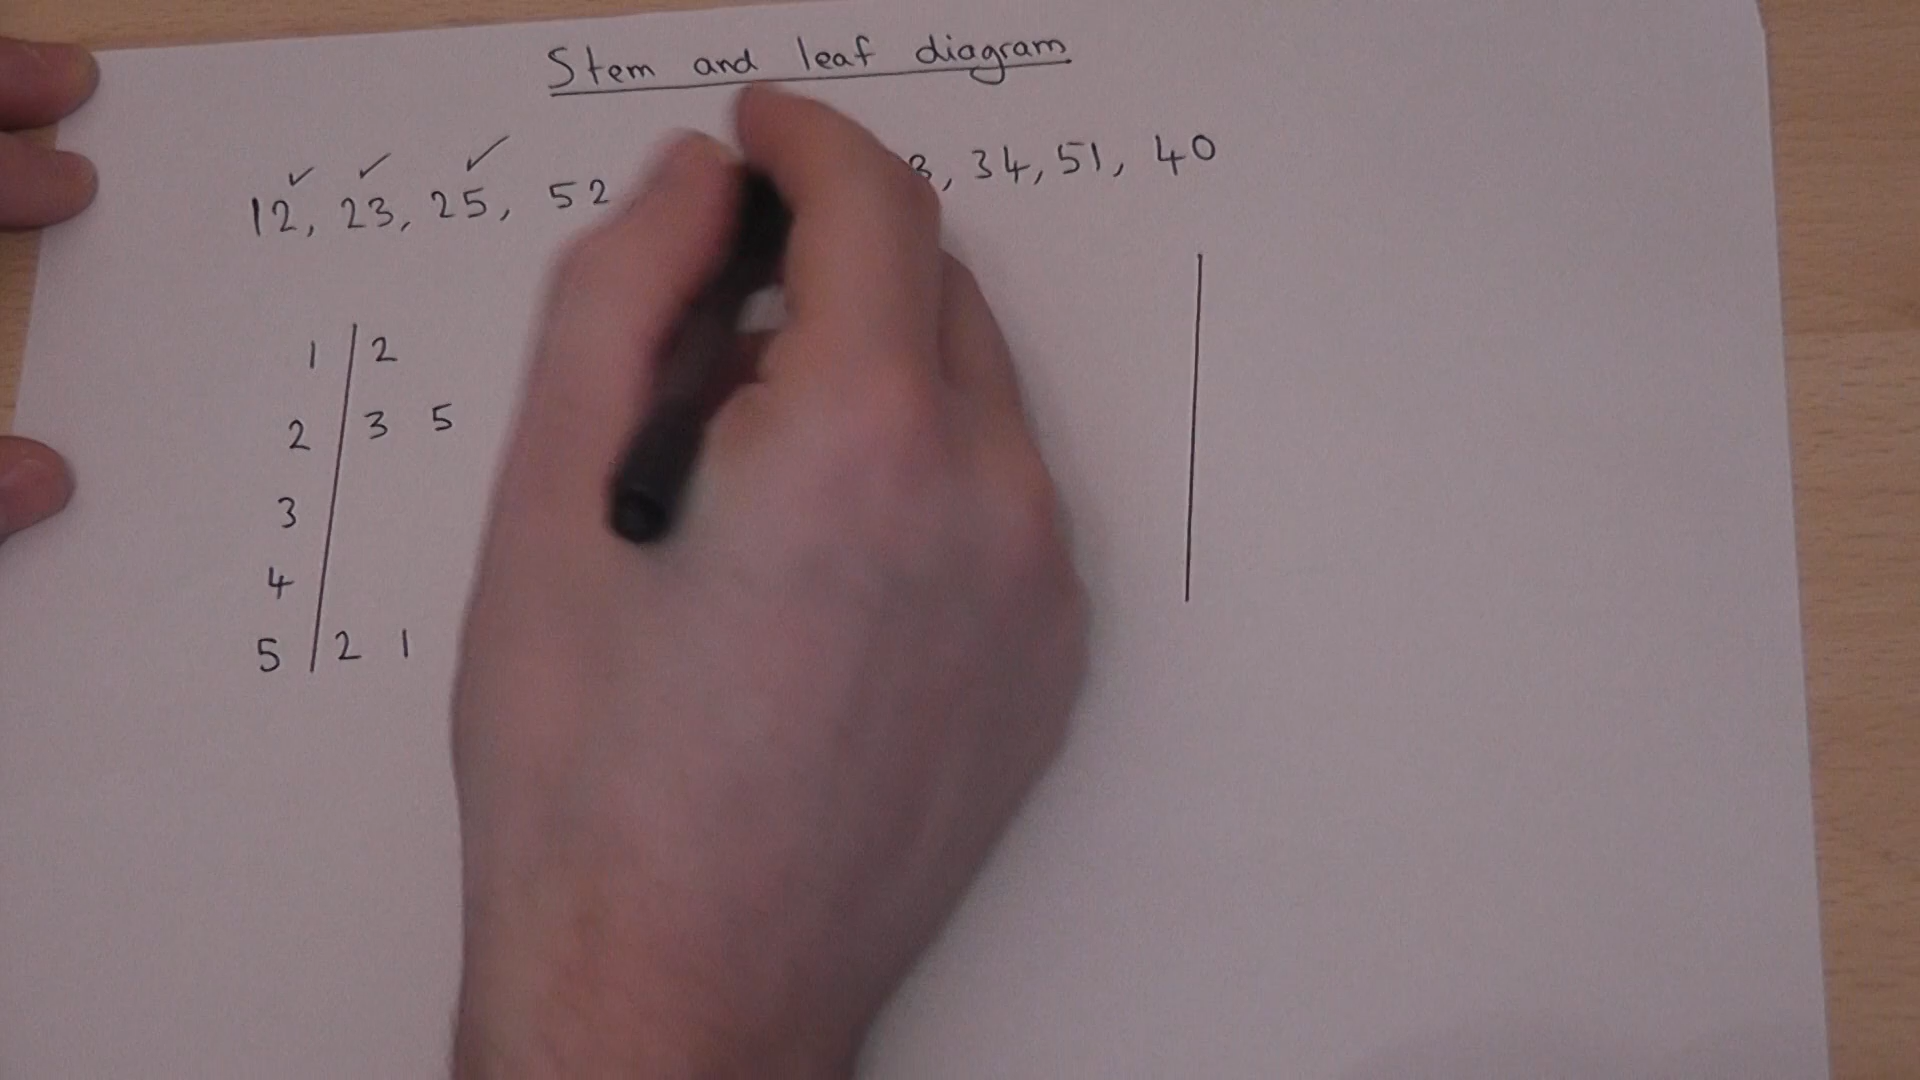 Stem and leaf diagram
12, 23, 25, 52, 3, 34, 51, 40
1 | 2
2 | 3 5
3 |
4 |
5 | 2 1